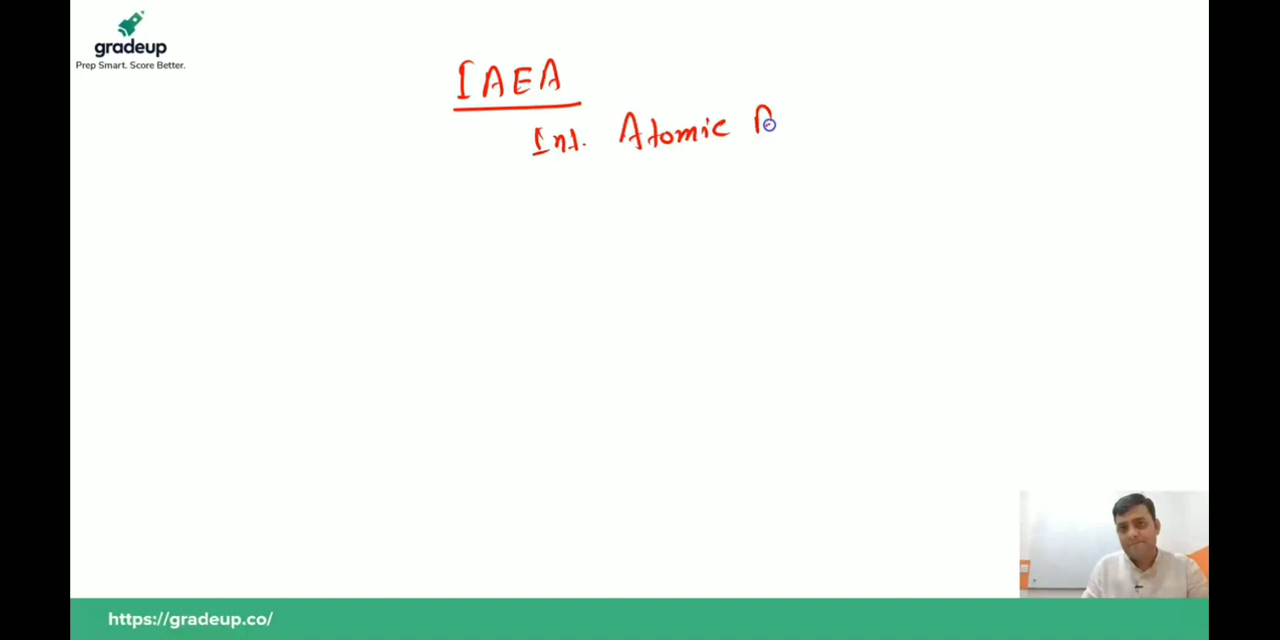 gradeup
Prep Smart. Score Better.
IAEA
Int. Atomic
https://gradeup.co/